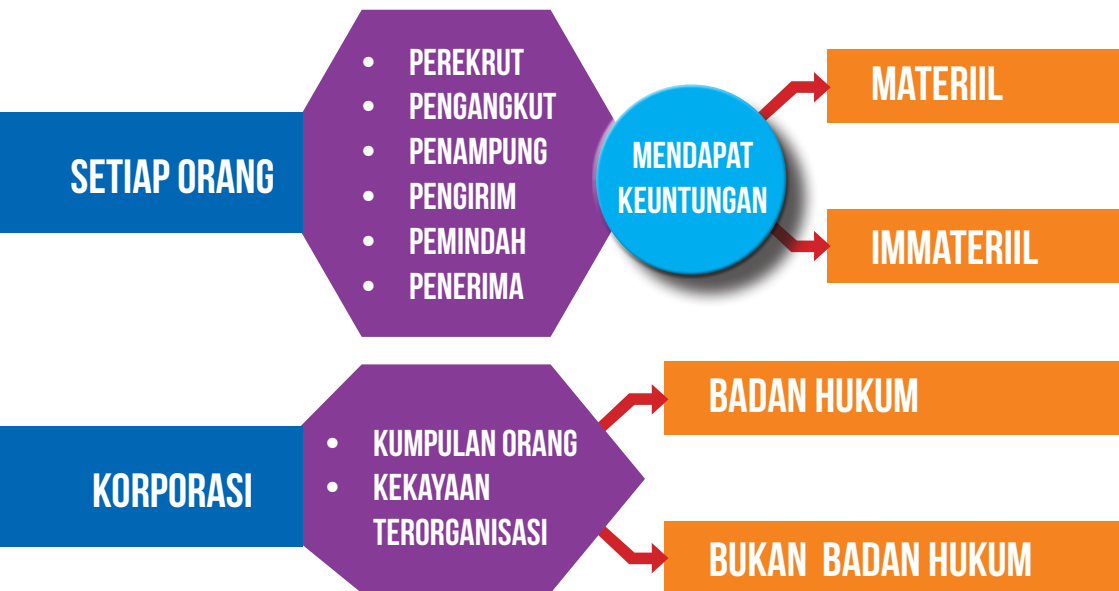 SETIAP ORANG
• PEREKRUT
• PENGANGKUT
• PENAMPUNG
• PENGIRIM
• PEMINDAH
• PENERIMA
MENDAPAT
KEUNTUNGAN
MATERIIL
IMMATERIIL
KORPORASI
• KUMPULAN ORANG
• KEKAYAAN
TERORGANISASI
BADAN HUKUM
BUKAN BADAN HUKUM